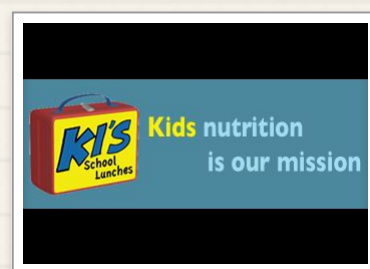 KI'S
School
Lunches
Kids nutrition
is our mission